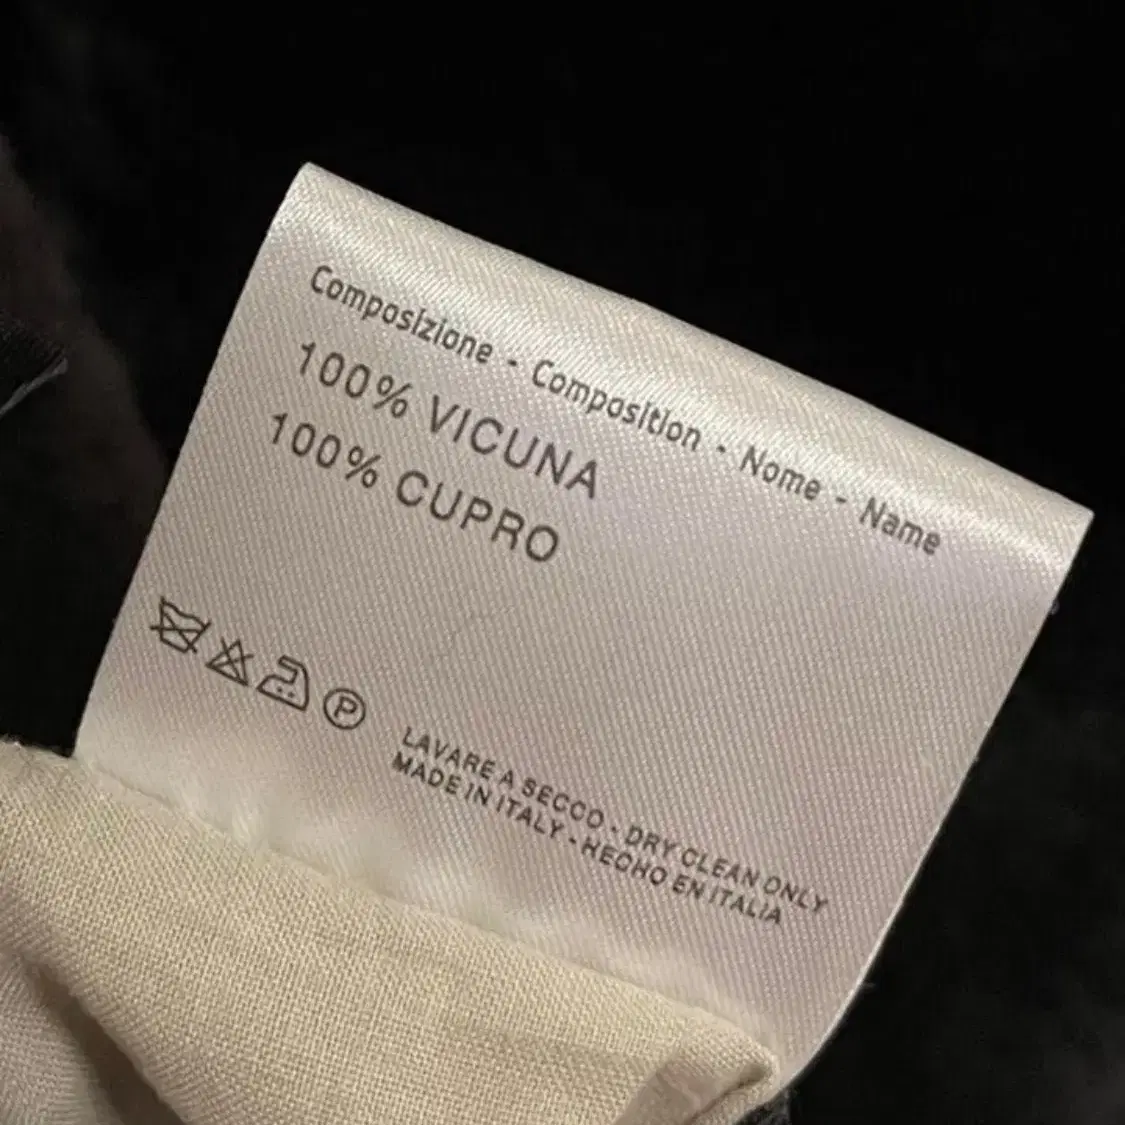 Composizione - Composition - Nome - Name
100% VICUNA
100% CUPRO
P
LAVARE A SECCO - DRY CLEAN ONLY
MADE IN ITALY - HECHO EN ITALIA